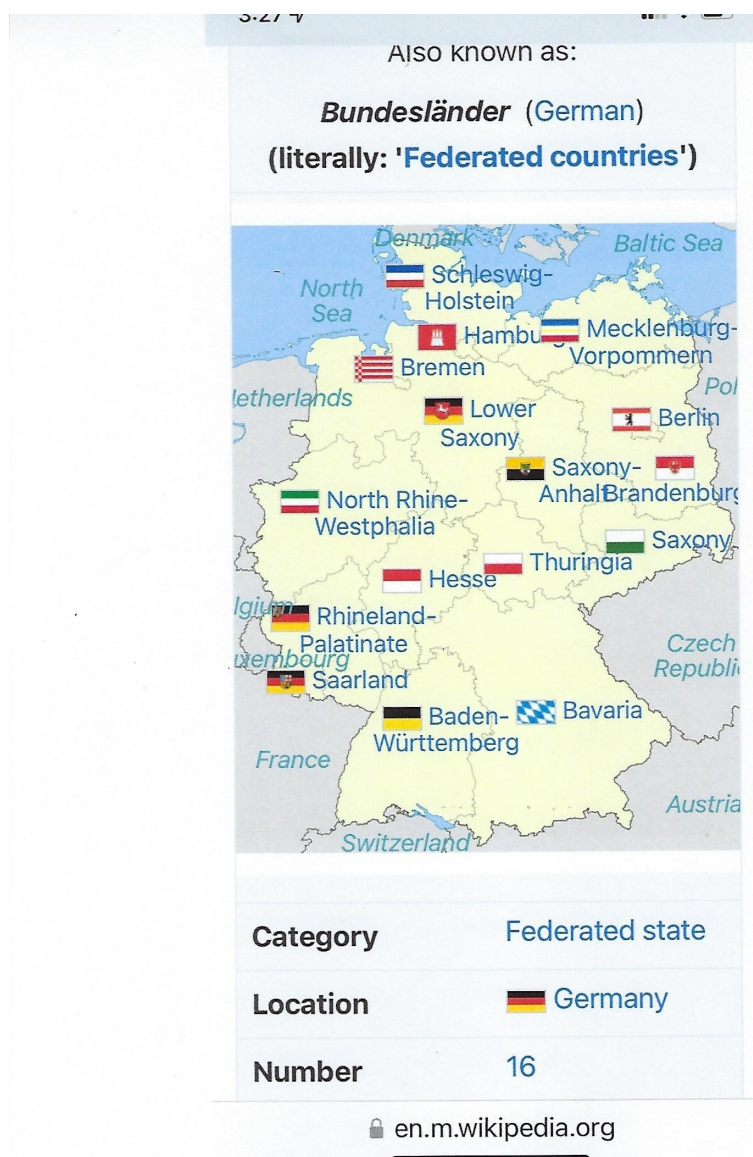 3:27
Also known as:
Bundesländer (German)
(literally: 'Federated countries')
Denmark
Baltic Sea
North
Sea
Schleswig-
Holstein
Hambu
Mecklenburg-
Vorpommern
Bremen
etherlands
Pol
Lower
Saxony
Berlin
Saxony-
Anhalt
Brandenburg
North Rhine-
Westphalia
Saxony
Thuringia
Hesse
lgium
Rhineland-
Palatinate
uxembourg
Saarland
Czech
Republi
Baden-
Württemberg
Bavaria
France
Austria
Switzerland
Category Federated state
Location Germany
Number 16
en.m.wikipedia.org